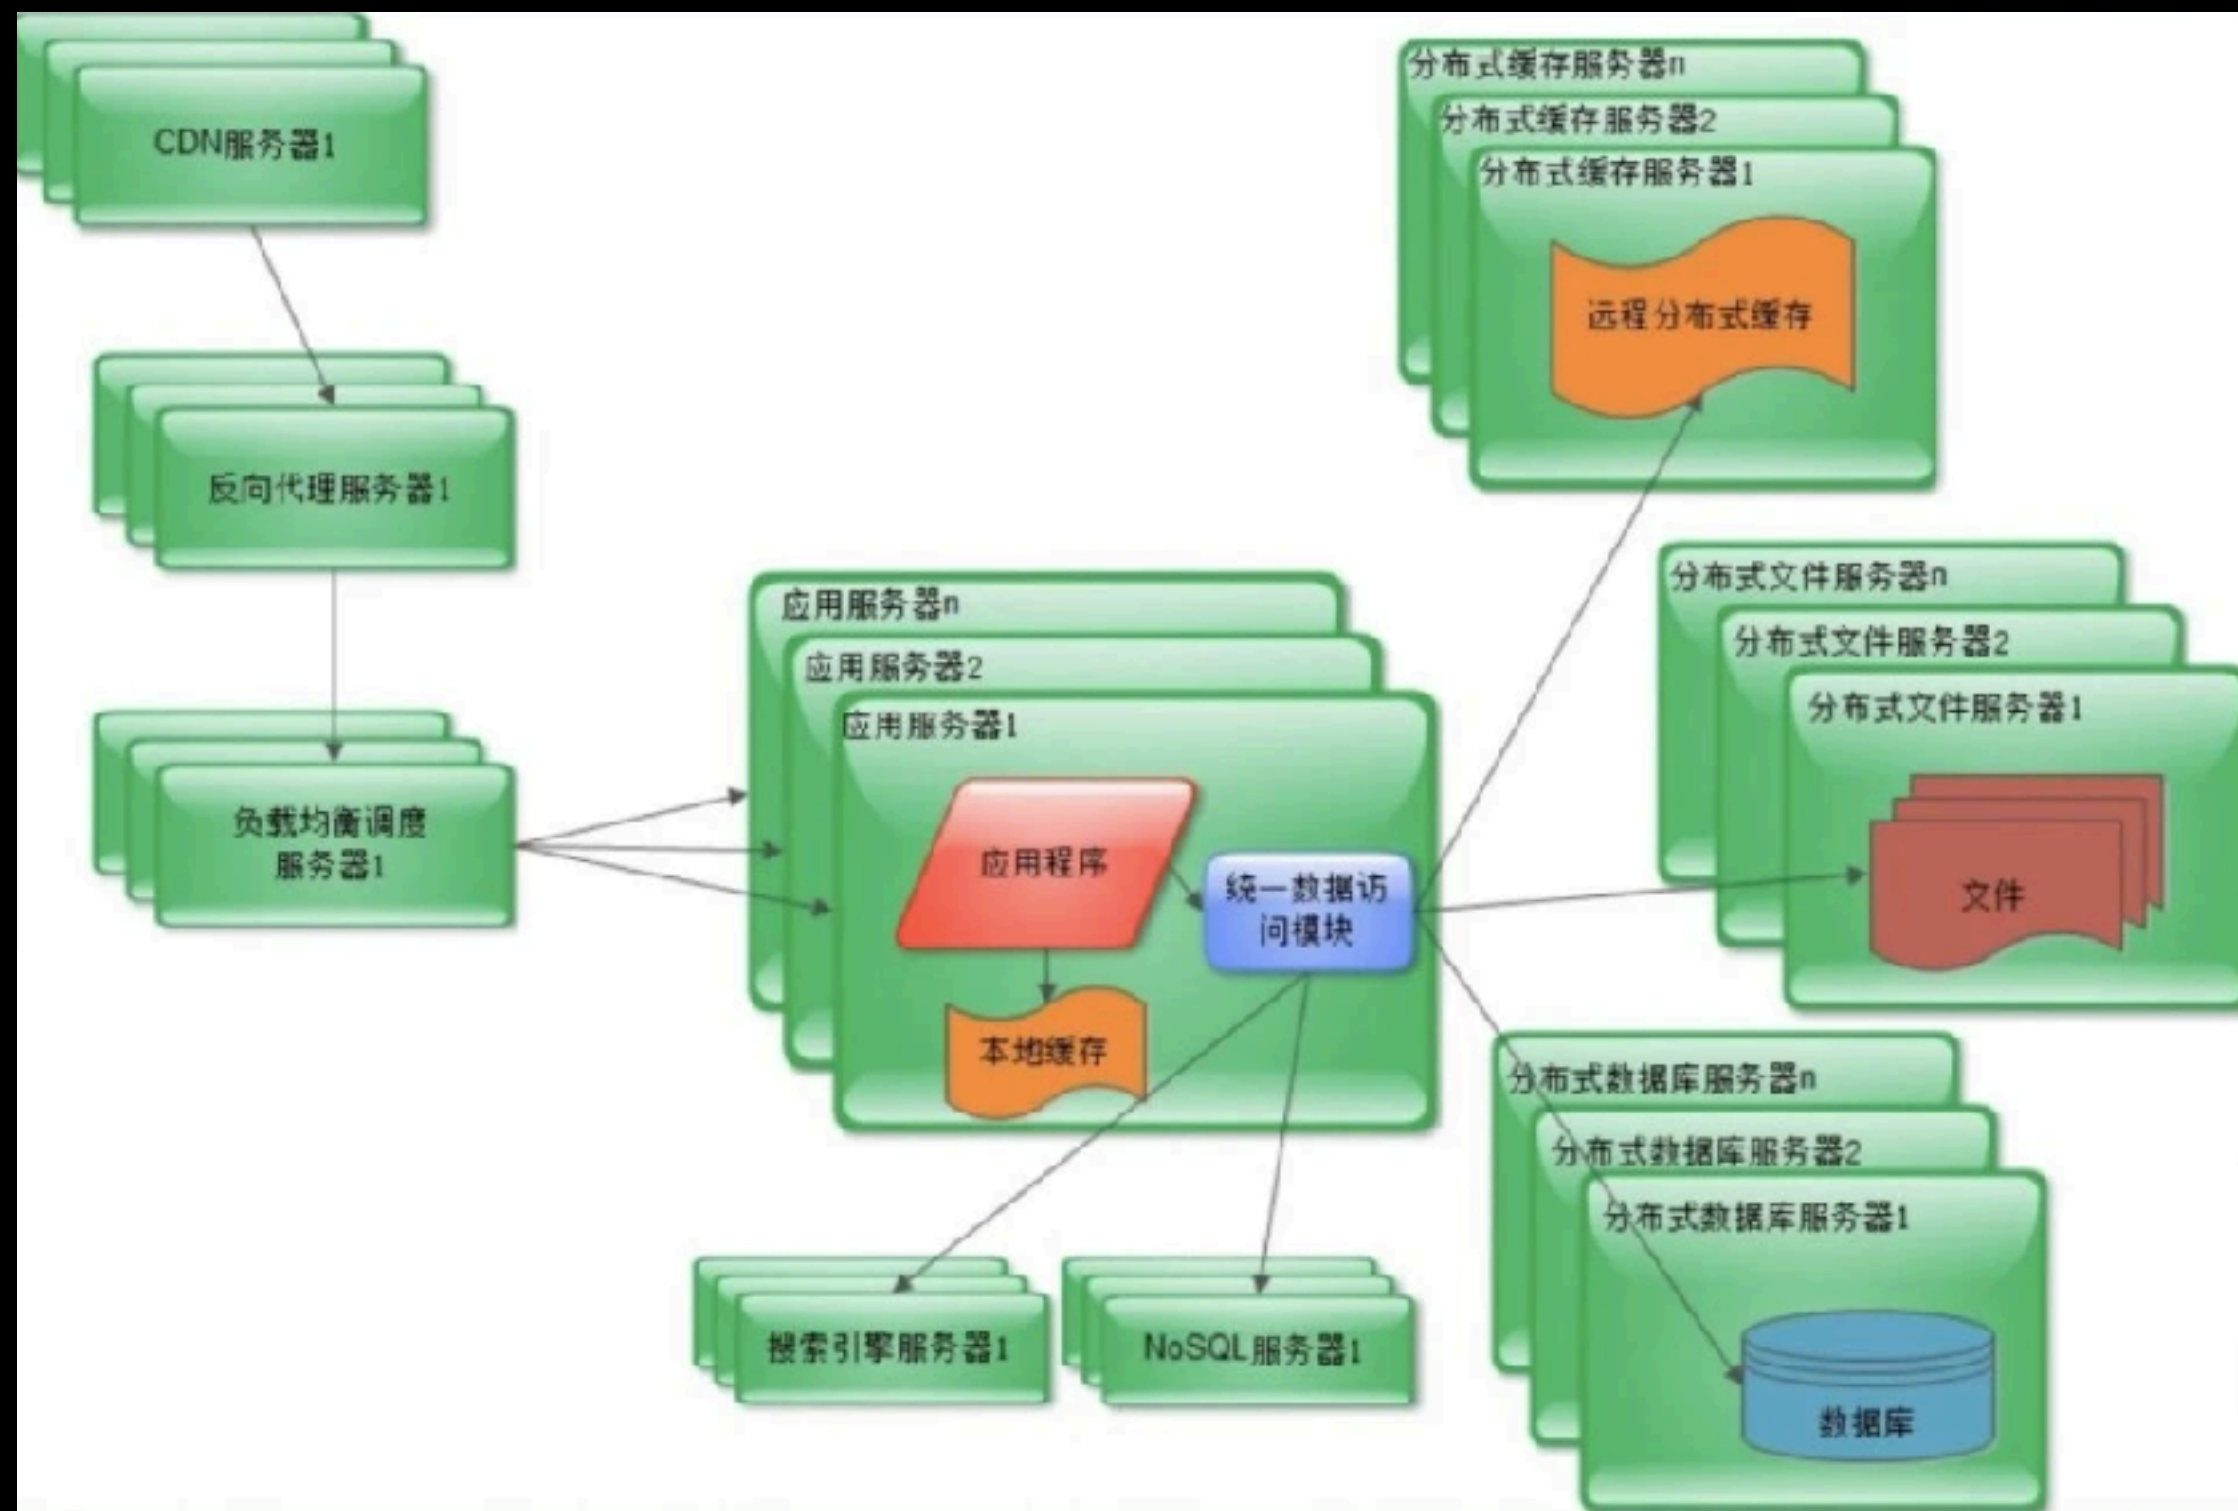 CDN服务器1
反向代理服务器1
负载均衡调度
服务器1
应用服务器n
应用服务器2
应用服务器1
应用程序
统一数据访
问模块
本地缓存
搜索引擎服务器1
NoSQL服务器1
分布式缓存服务器n
分布式缓存服务器2
分布式缓存服务器1
远程分布式缓存
分布式文件服务器n
分布式文件服务器2
分布式文件服务器1
文件
分布式数据库服务器n
分布式数据库服务器2
分布式数据库服务器1
数据库